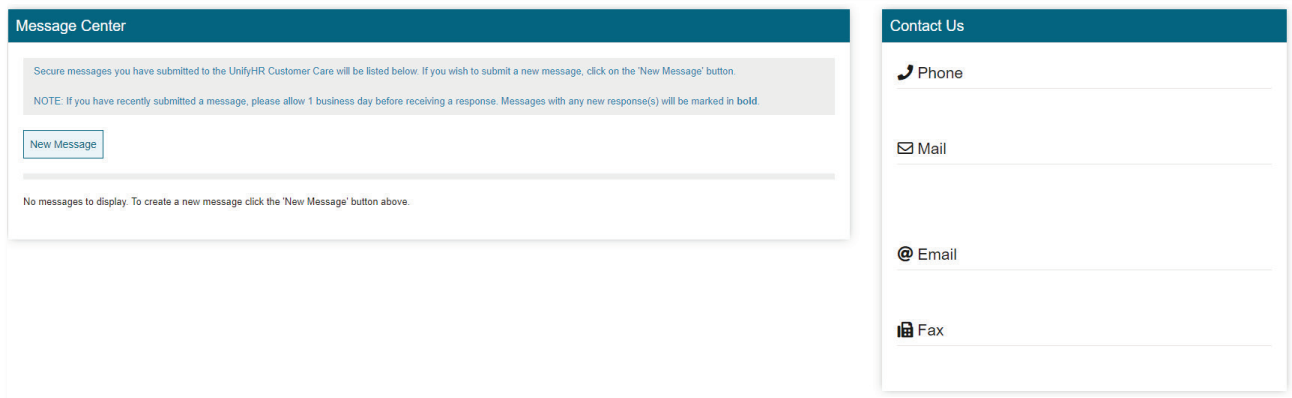 Message Center
Secure messages you have submitted to the UnifyHR Customer Care will be listed below. If you wish to submit a new message, click on the 'New Message' button.
NOTE: If you have recently submitted a message, please allow 1 business day before receiving a response. Messages with any new response(s) will be marked in bold.
New Message
No messages to display. To create a new message click the 'New Message' button above.
Contact Us
Phone
Mail
Email
Fax